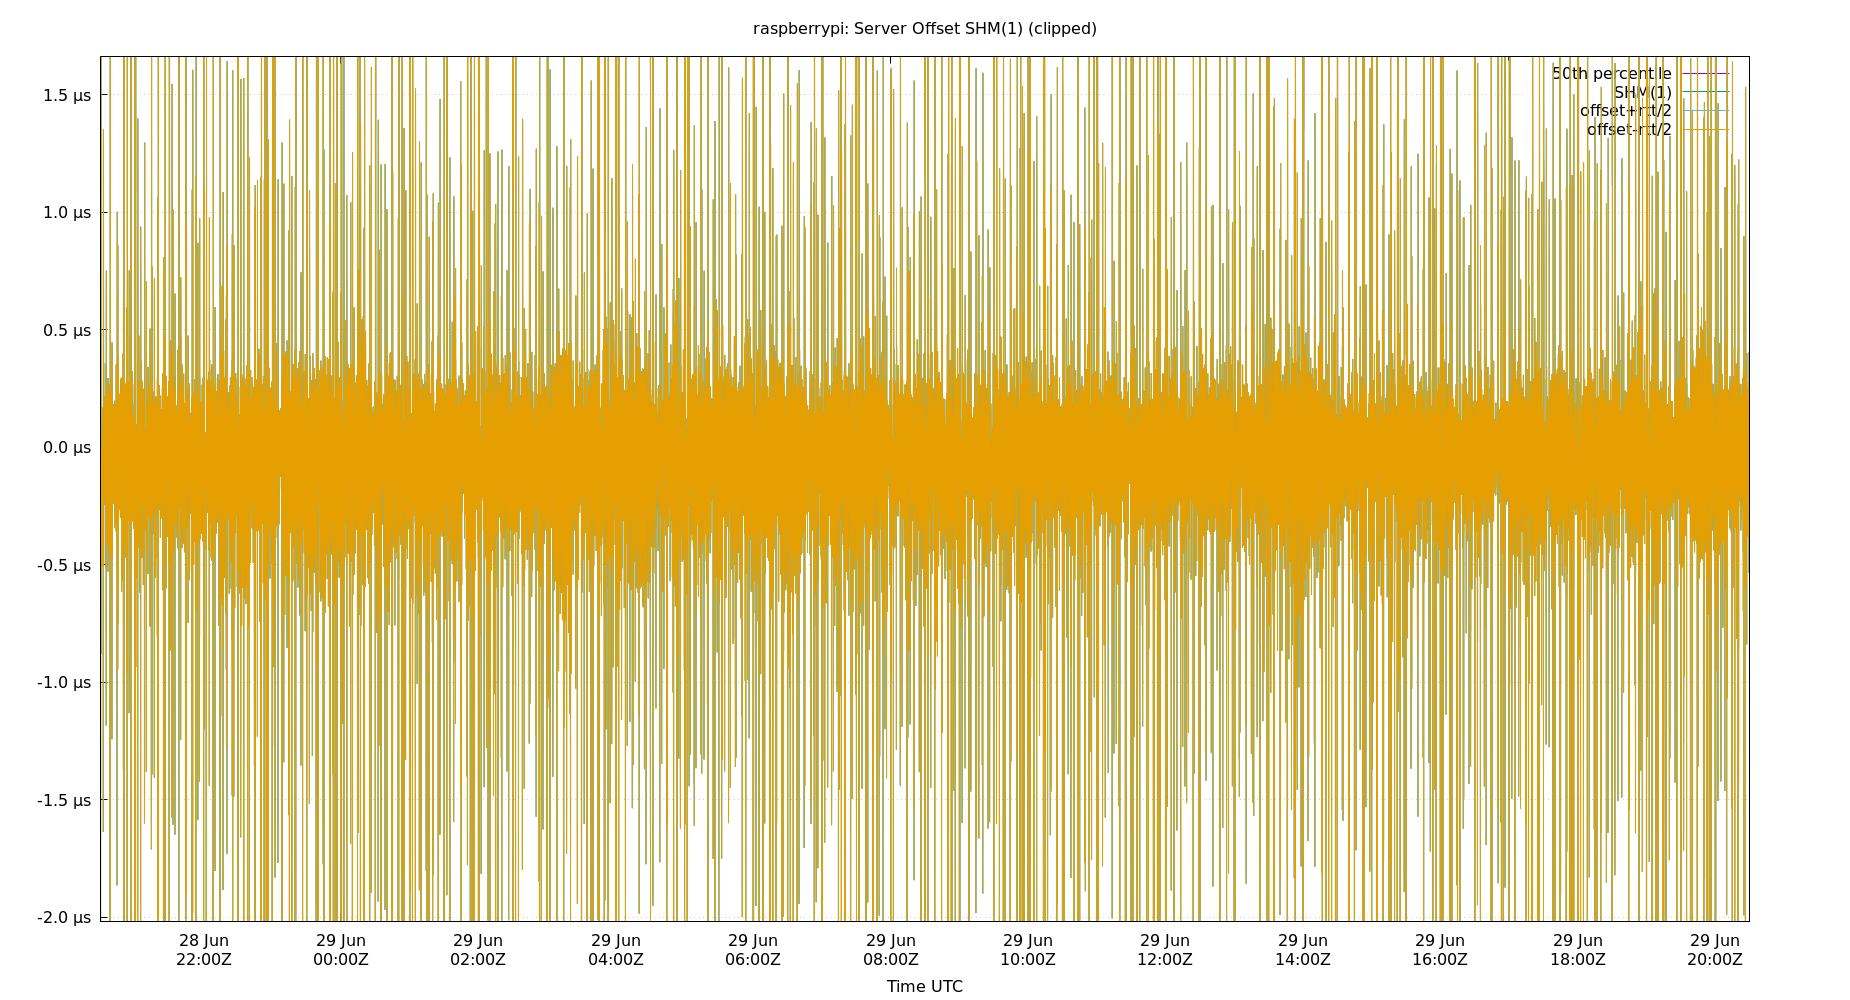 raspberrypi: Server Offset SHM(1) (clipped)
50th percentile
SHM(1)
offset+rtt/2
offset-rtt/2
1.5 µs
1.0 µs
0.5 µs
0.0 µs
-0.5 µs
-1.0 µs
-1.5 µs
-2.0 µs
28 Jun 29 Jun 29 Jun 29 Jun 29 Jun 29 Jun 29 Jun 29 Jun 29 Jun 29 Jun 29 Jun 29 Jun
22:00Z 00:00Z 02:00Z 04:00Z 06:00Z 08:00Z 10:00Z 12:00Z 14:00Z 16:00Z 18:00Z 20:00Z
Time UTC